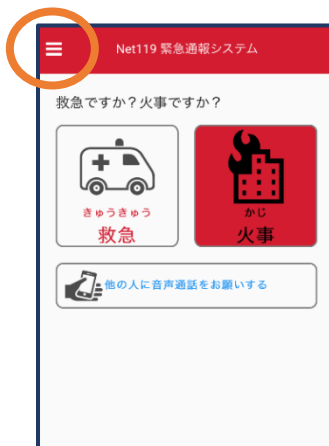 Net119 緊急通報システム
救急ですか？火事ですか？
きゅうきゅう
救急
かじ
火事
他の人に音声通話をお願いする